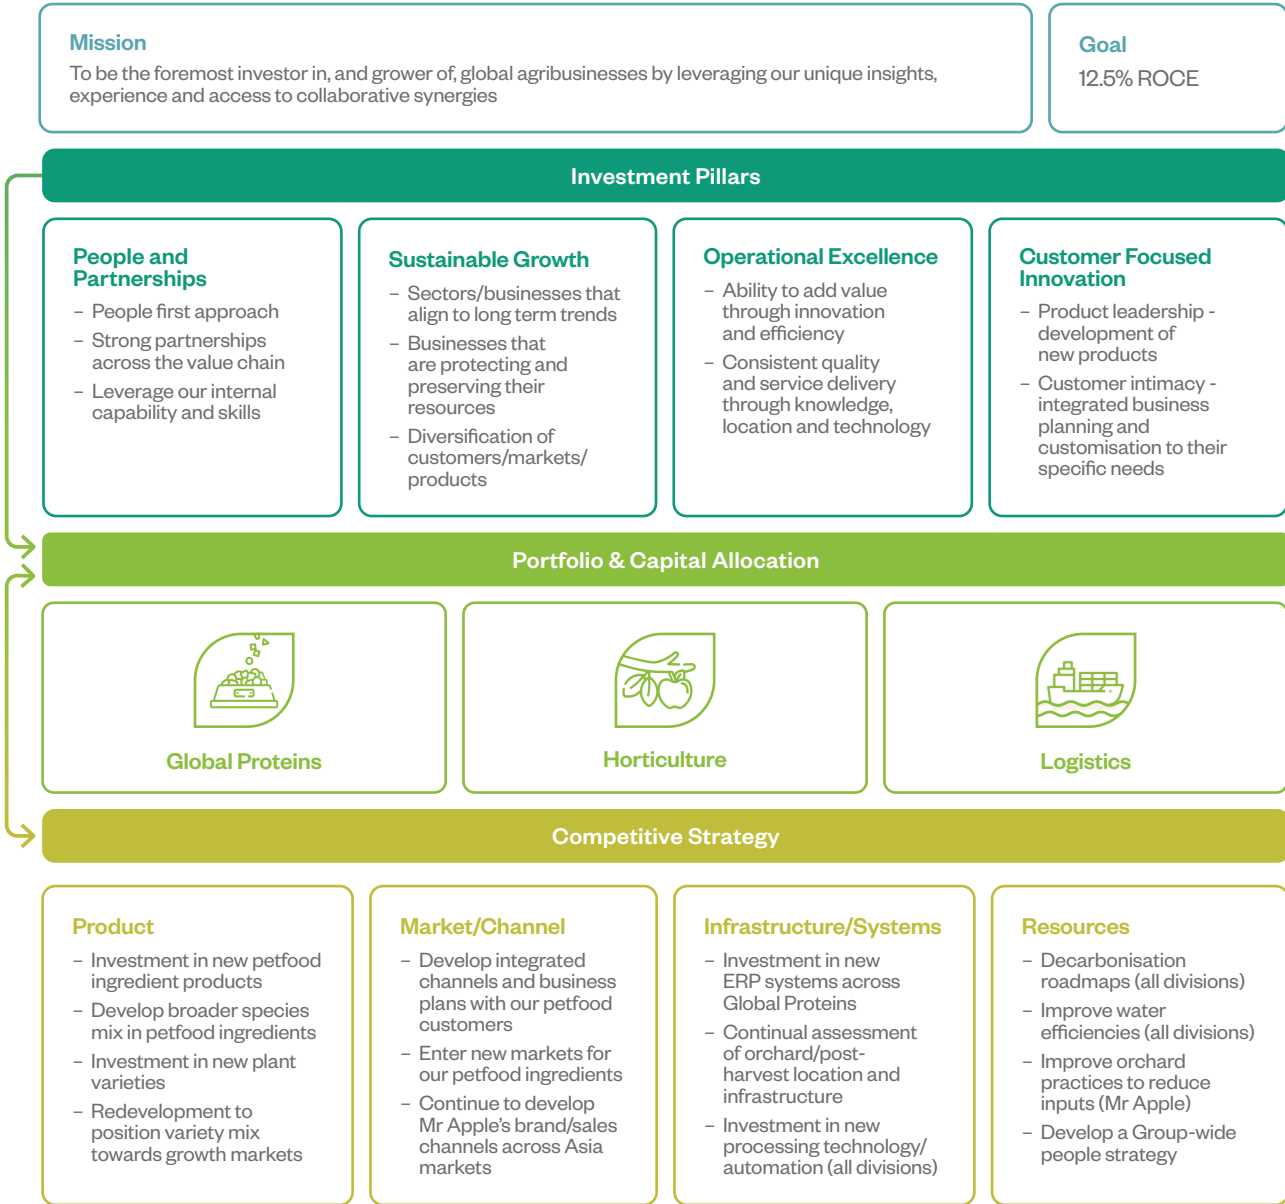 Mission
To be the foremost investor in, and grower of, global agribusinesses by leveraging our unique insights,
experience and access to collaborative synergies
Goal
12.5% ROCE
Investment Pillars
People and
Partnerships
– People first approach
– Strong partnerships
across the value chain
– Leverage our internal
capability and skills
Sustainable Growth
– Sectors/businesses that
align to long term trends
– Businesses that
are protecting and
preserving their
resources
– Diversification of
customers/markets/
products
Operational Excellence
– Ability to add value
through innovation
and efficiency
– Consistent quality
and service delivery
through knowledge,
location and technology
Customer Focused
Innovation
– Product leadership -
development of
new products
– Customer intimacy -
integrated business
planning and
customisation to their
specific needs
Portfolio & Capital Allocation
Global Proteins
Horticulture
Logistics
Competitive Strategy
Product
– Investment in new petfood
ingredient products
– Develop broader species
mix in petfood ingredients
– Investment in new plant
varieties
– Redevelopment to
position variety mix
towards growth markets
Market/Channel
– Develop integrated
channels and business
plans with our petfood
customers
– Enter new markets for
our petfood ingredients
– Continue to develop
Mr Apple's brand/sales
channels across Asia
markets
Infrastructure/Systems
– Investment in new
ERP systems across
Global Proteins
– Continual assessment
of orchard/post-
harvest location and
infrastructure
– Investment in new
processing technology/
automation (all divisions)
Resources
– Decarbonisation
roadmaps (all divisions)
– Improve water
efficiencies (all divisions)
– Improve orchard
practices to reduce
inputs (Mr Apple)
– Develop a Group-wide
people strategy